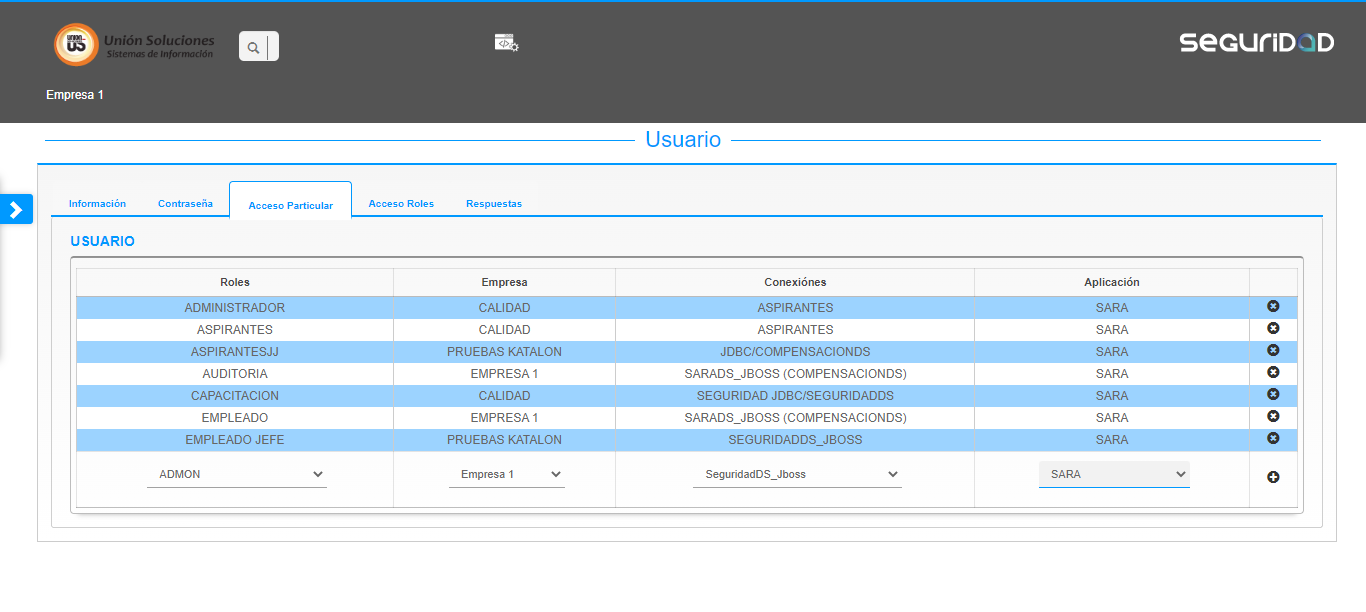 UNION
US
Unión Soluciones
Sistemas de Información
SEGURIDAD
Empresa 1
Usuario
Información Contraseña Acceso Particular Acceso Roles Respuestas
USUARIO
Roles Empresa Conexiónes Aplicación
ADMINISTRADOR CALIDAD ASPIRANTES SARA
ASPIRANTES CALIDAD ASPIRANTES SARA
ASPIRANTESJJ PRUEBAS KATALON JDBC/COMPENSACIONDS SARA
AUDITORIA EMPRESA 1 SARADS_JBOSS (COMPENSACIONDS) SARA
CAPACITACION CALIDAD SEGURIDAD JDBC/SEGURIDADDS SARA
EMPLEADO EMPRESA 1 SARADS_JBOSS (COMPENSACIONDS) SARA
EMPLEADO JEFE PRUEBAS KATALON SEGURIDADDS_JBOSS SARA
ADMON Empresa 1 SeguridadDS_Jboss SARA